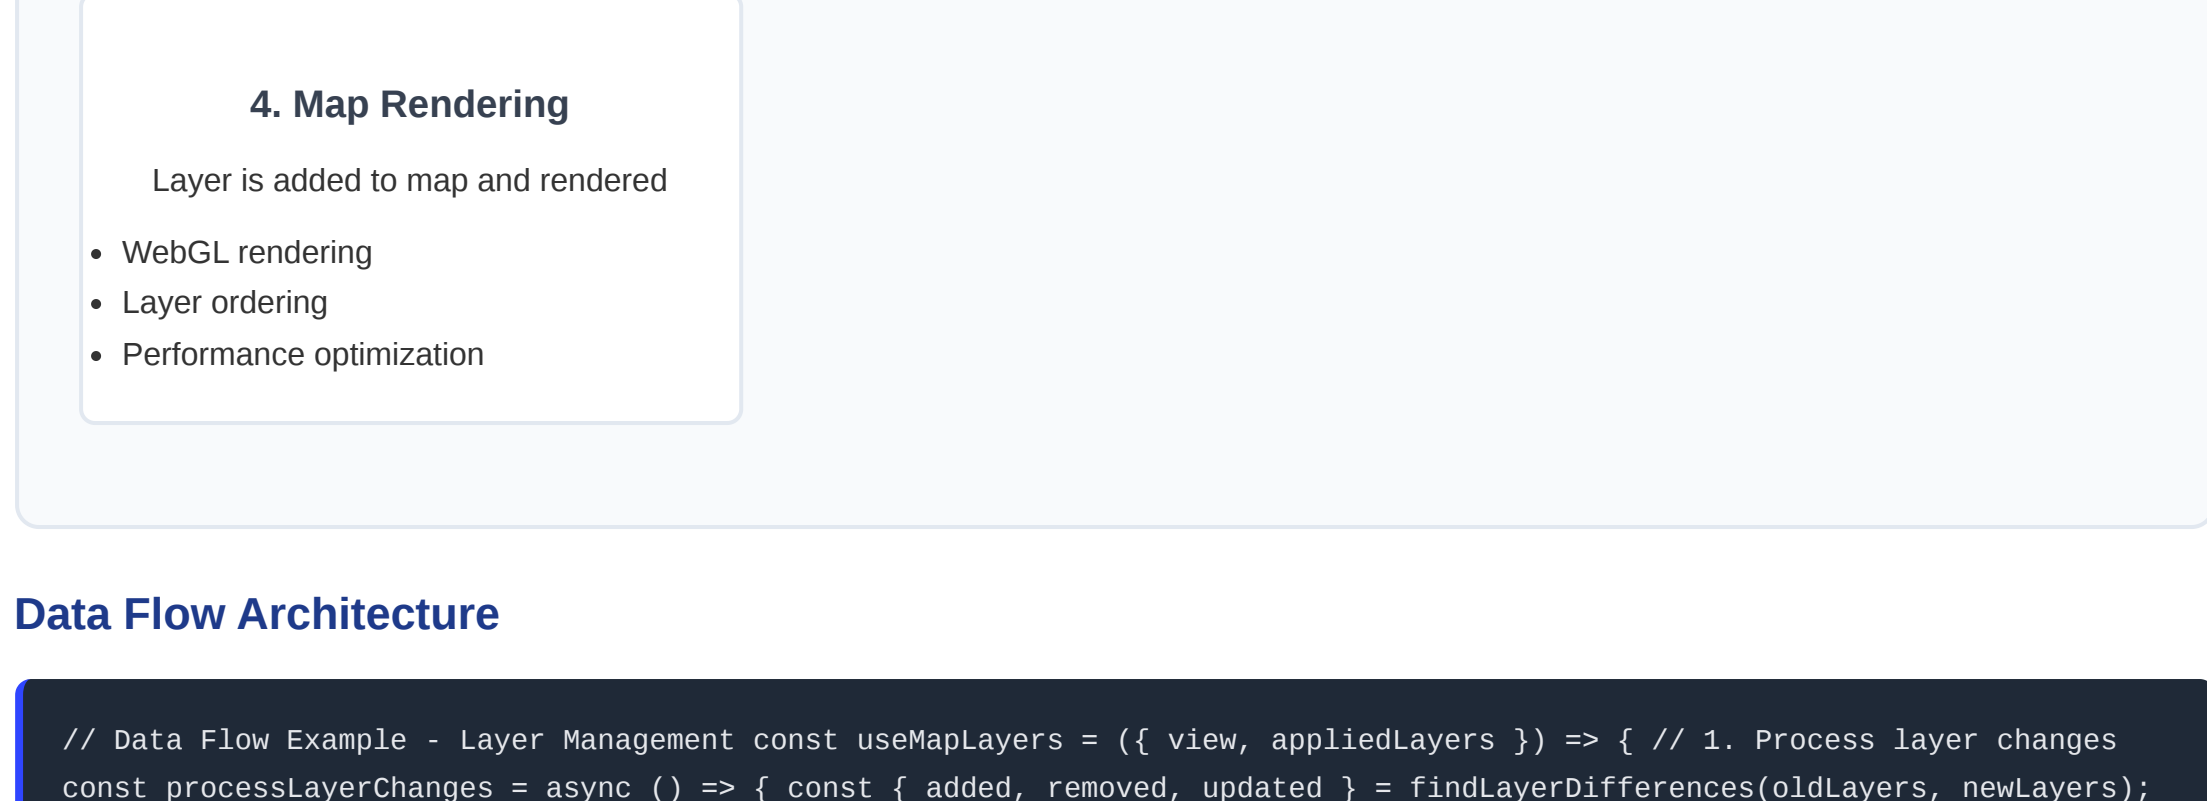 4. Map Rendering
Layer is added to map and rendered
• WebGL rendering
• Layer ordering
• Performance optimization
Data Flow Architecture
// Data Flow Example - Layer Management const useMapLayers = ({ view, appliedLayers }) => { // 1. Process layer changes
const processLayerChanges = async () => { const { added, removed, updated } = findLayerDifferences(oldLayers, newLayers);